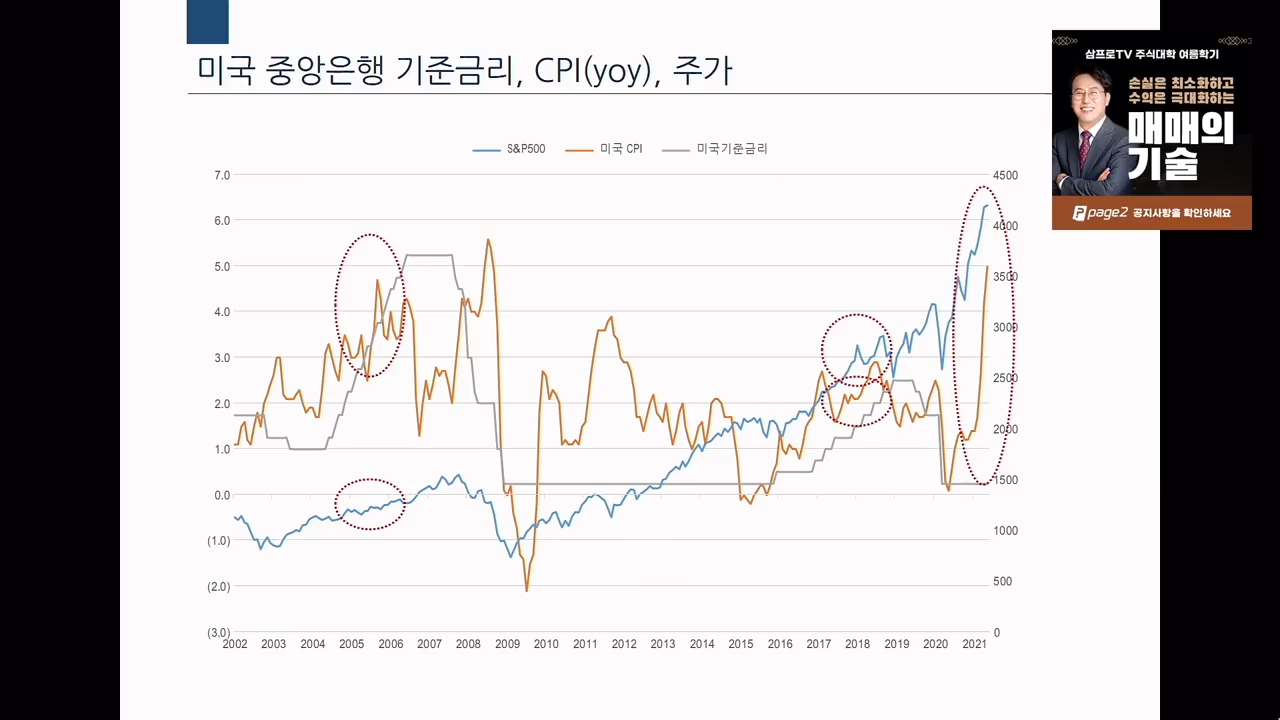 미국 중앙은행 기준금리, CPI(yoy), 주가
삼프로TV 주식대학 여름학기
손실은 최소화하고
수익은 극대화하는
매매의
기술
page2 공지사항을 확인하세요
S&P500 미국 CPI 미국기준금리
7.0
6.0
5.0
4.0
3.0
2.0
1.0
0.0
(1.0)
(2.0)
(3.0)
4500
4000
3500
3000
2500
2000
1500
1000
500
0
2002 2003 2004 2005 2006 2007 2008 2009 2010 2011 2012 2013 2014 2015 2016 2017 2018 2019 2020 2021